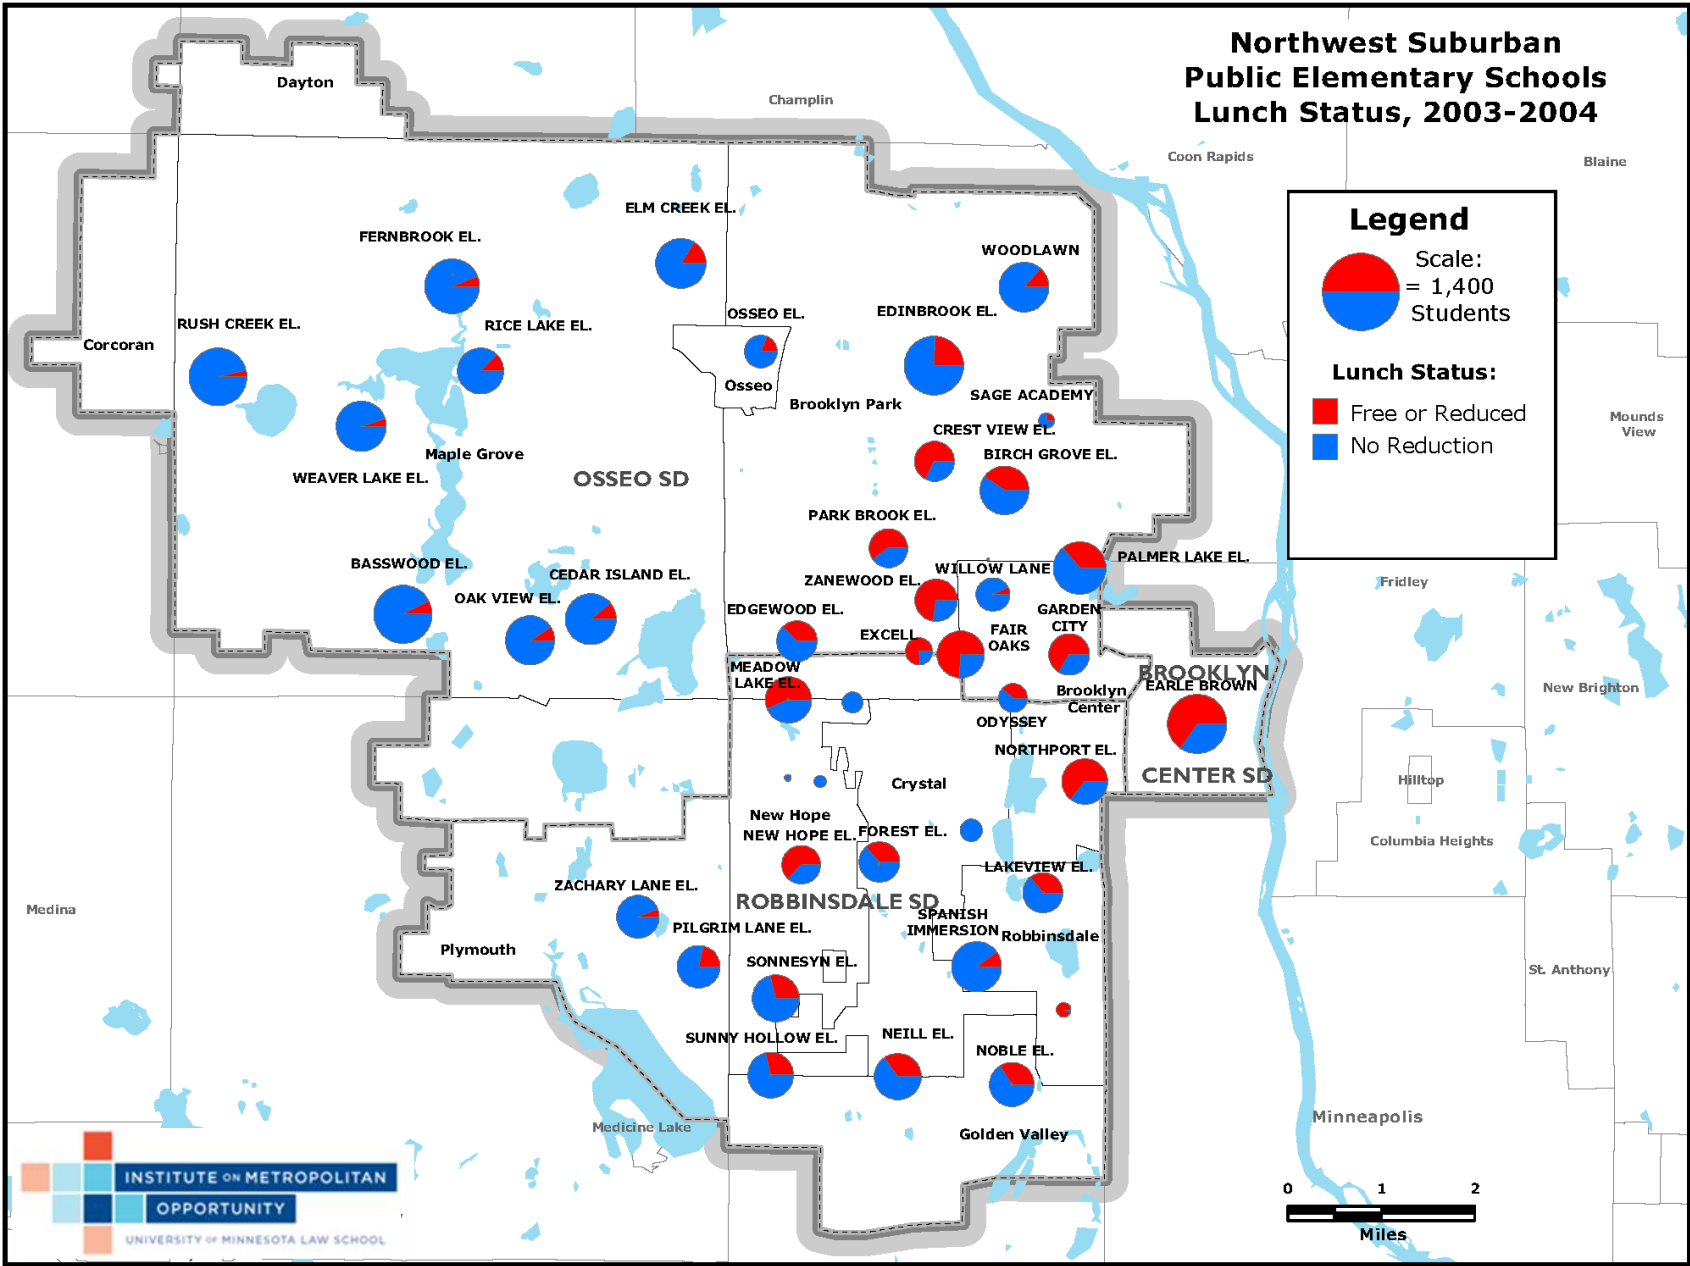 Northwest Suburban
Public Elementary Schools
Lunch Status, 2003-2004
Dayton
Champlin
Coon Rapids
Blaine
Legend
Scale:
= 1,400
Students
Lunch Status:
Free or Reduced
No Reduction
ELM CREEK EL.
FERNBROOK EL.
WOODLAWN
RUSH CREEK EL.
RICE LAKE EL.
OSSEO EL.
EDINBROOK EL.
Corcoran
Osseo
Brooklyn Park
SAGE ACADEMY
Mounds
View
CREST VIEW EL.
BIRCH GROVE EL.
Maple Grove
WEAVER LAKE EL.
OSSEO SD
PARK BROOK EL.
PALMER LAKE EL.
BASSWOOD EL.
CEDAR ISLAND EL.
ZANEWOOD EL.
WILLOW LANE
Fridley
OAK VIEW EL.
EDGEWOOD EL.
GARDEN
CITY
EXCELL
FAIR
OAKS
MEADOW
LAKE EL.
BROOKLYN
EARLE BROWN
New Brighton
Brooklyn
Center
ODYSSEY
NORTHPORT EL.
CENTER SD
Hilltop
Crystal
New Hope
NEW HOPE EL.
FOREST EL.
Columbia Heights
LAKEVIEW EL.
ZACHARY LANE EL.
ROBBINSDALE SD
Medina
SPANISH
IMMERSION
PILGRIM LANE EL.
Robbinsdale
Plymouth
SONNESYN EL.
St. Anthony
SUNNY HOLLOW EL.
NEILL EL.
NOBLE EL.
Medicine Lake
Golden Valley
Minneapolis
INSTITUTE ON METROPOLITAN
OPPORTUNITY
UNIVERSITY OF MINNESOTA LAW SCHOOL
0 1 2
Miles